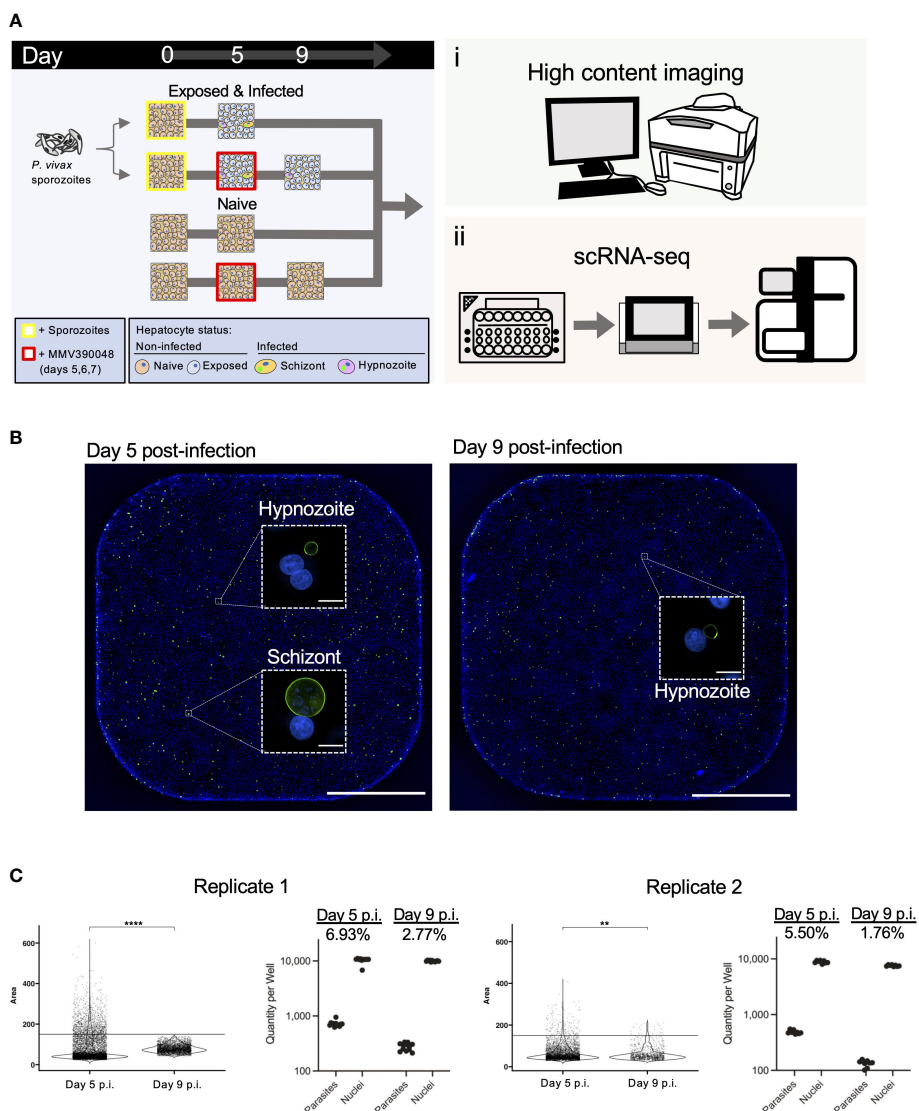 A
Day 0 5 9
Exposed & Infected
P. vivax
sporozoites
Naive
+ Sporozoites
+ MMV390048
(days 5,6,7)
Hepatocyte status:
Non-infected Infected
Naive Exposed Schizont Hypnozoite
i
High content imaging
ii
scRNA-seq
B
Day 5 post-infection
Hypnozoite
Schizont
Day 9 post-infection
Hypnozoite
C
Replicate 1
****
600
400
200
0
Area
Day 5 p.i. Day 9 p.i.
Day 5 p.i. Day 9 p.i.
6.93% 2.77%
Quantity per Well
10,000
1,000
100
Parasites Nuclei Parasites Nuclei
Replicate 2
**
600
400
200
0
Area
Day 5 p.i. Day 9 p.i.
Day 5 p.i. Day 9 p.i.
5.50% 1.76%
Quantity per Well
10,000
1,000
100
Parasites Nuclei Parasites Nuclei